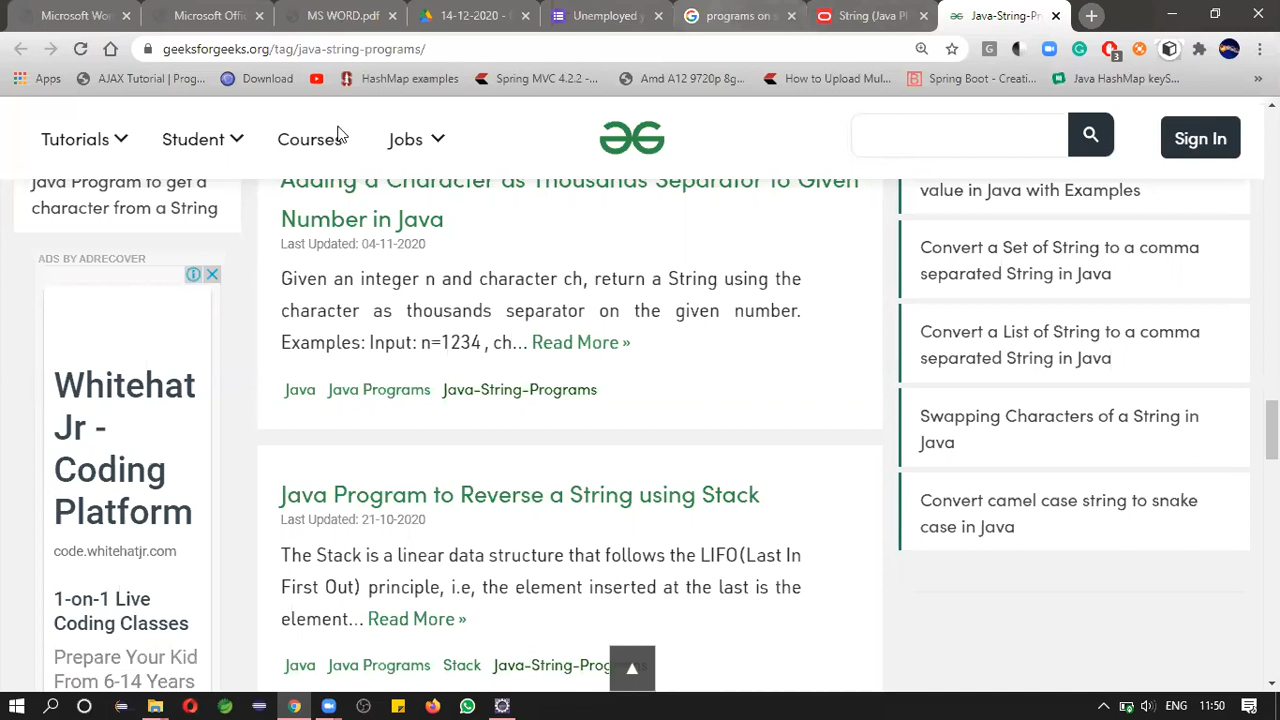 Microsoft Wor
Microsoft Offi
MS WORD.pdf
14-12-2020 -
Unemployed y
programs on s
String (Java Pl
Java-String-Pr
geeksforgeeks.org/tag/java-string-programs/
3
Apps
AJAX Tutorial | Prog...
Download
HashMap examples
Spring MVC 4.2.2 -...
Amd A12 9720p Rg...
How to Upload Mul...
Spring Boot - Creati...
Java HashMap keyS...
»
Tutorials
Student
Courses
Jobs
Sign In
Java Program to get a
character from a String
ADS BY ADRECOVER
Whitehat
Jr -
Coding
Platform
code.whitehatjr.com
1-on-1 Live
Coding Classes
Prepare Your Kid
From 6-14 Years
Adding a Character as Thousands Separator to Given
Number in Java
Last Updated: 04-11-2020
Given an integer n and character ch, return a String using the
character as thousands separator on the given number.
Examples: Input: n=1234 , ch... Read More »
Java Java Programs Java-String-Programs
Java Program to Reverse a String using Stack
Last Updated: 21-10-2020
The Stack is a linear data structure that follows the LIFO(Last In
First Out) principle, i.e, the element inserted at the last is the
element... Read More »
Java Java Programs Stack Java-String-Programs
value in Java with Examples
Convert a Set of String to a comma
separated String in Java
Convert a List of String to a comma
separated String in Java
Swapping Characters of a String in
Java
Convert camel case string to snake
case in Java
ENG
11:50